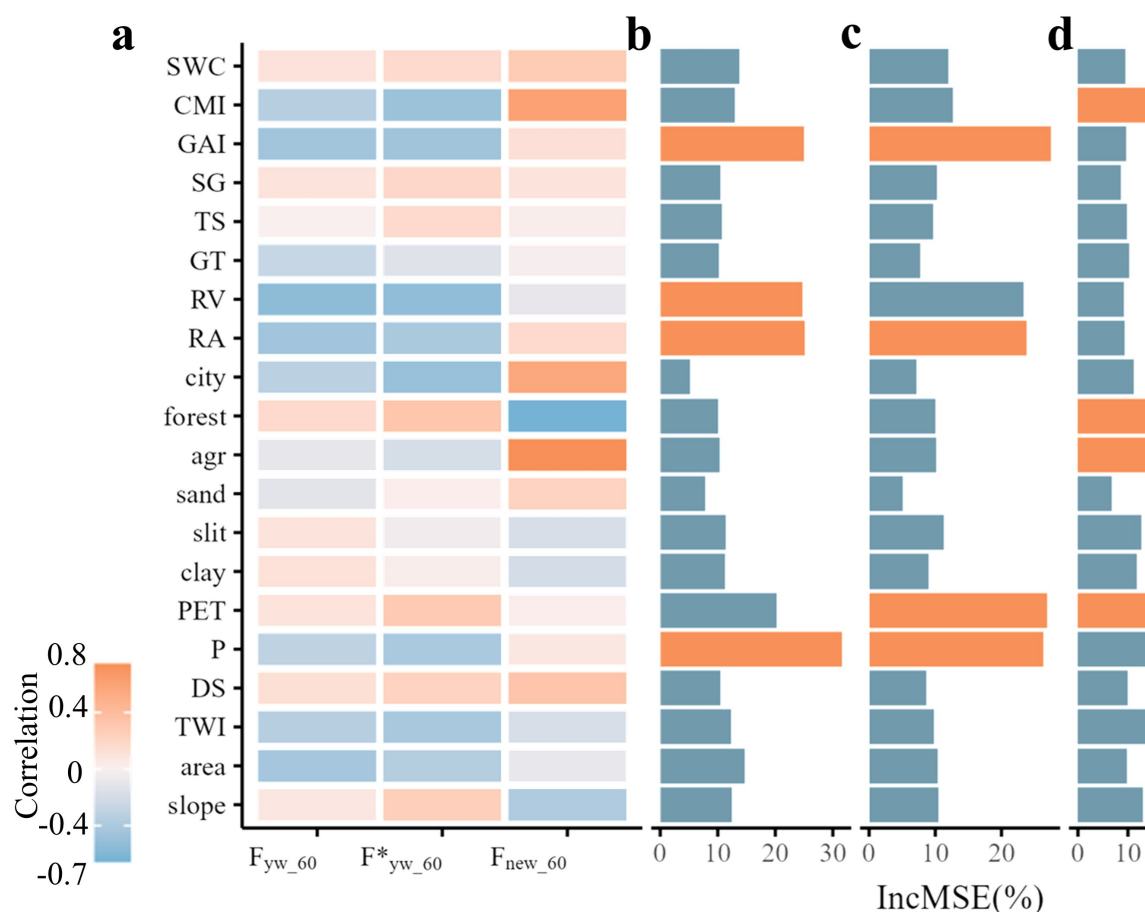 a
b
c
d
SWC
CMI
GAI
SG
TS
GT
RV
RA
city
forest
agr
sand
slit
clay
PET
P
DS
TWI
area
slope
Correlation
0.8
0.4
0
-0.4
-0.7
Fyw_60 F*yw_60 Fnew_60
0 10 20 30
0 10 20
0 10
IncMSE(%)